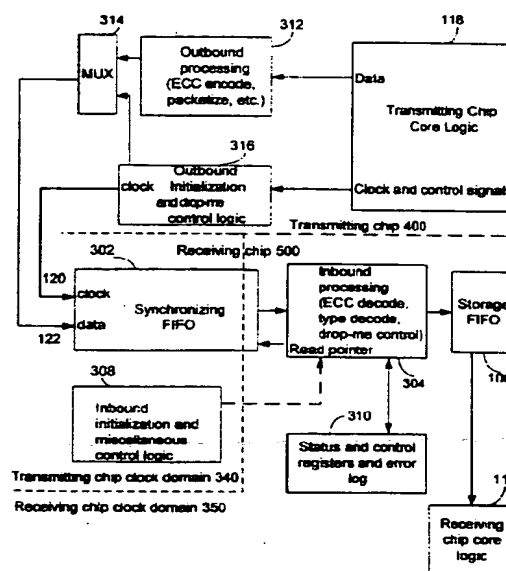 314
312
118
MUX
Outbound
processing
(ECC encode,
packetize, etc.)
Data
Transmitting Chip
Core Logic
316
Outbound
clock Initialization
and drop-me
control logic
Clock and control signals
Transmitting chip 400
302
Receiving chip 500
120
clock
Synchronizing
FIFO
122
data
Inbound
processing
(ECC decode,
type decode,
drop-me control)
Read pointer
304
Storage
FIFO
308
Inbound
initialization and
miscellaneous
control logic
310
Status and control
registers and error
log
Transmitting chip clock domain 340
Receiving chip clock domain 350
Receiving
chip core
logic